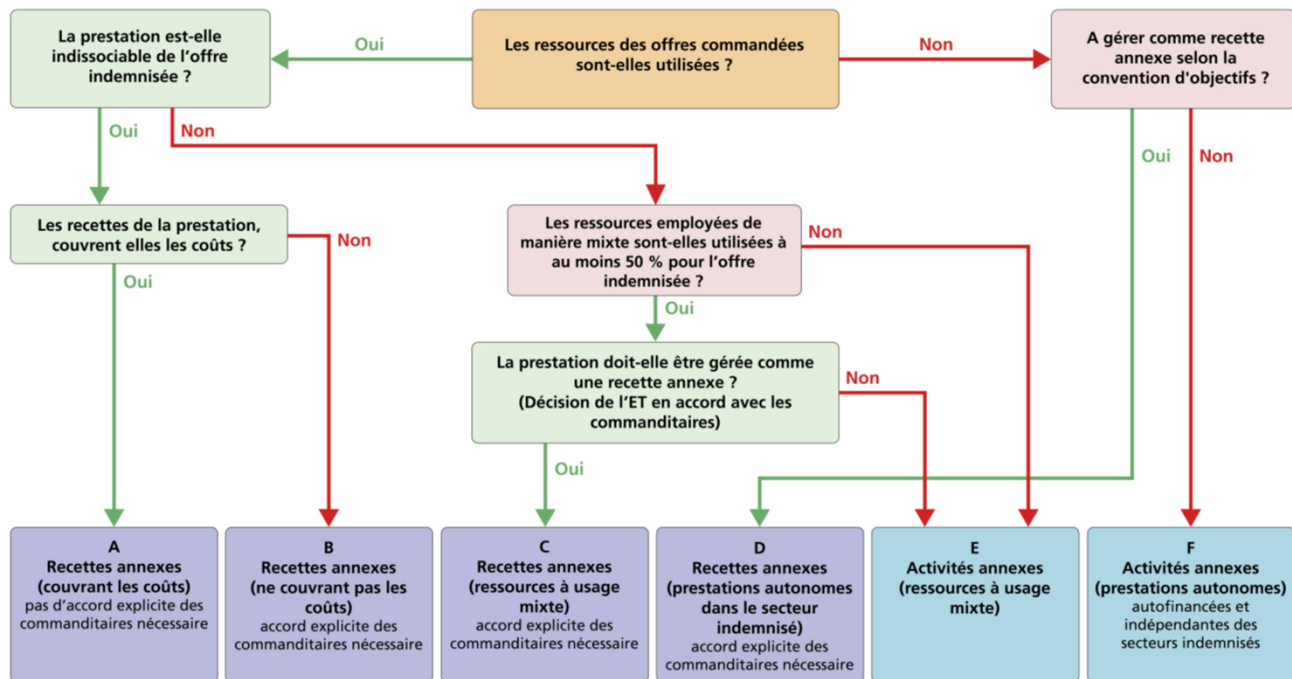 La prestation est-elle
indissociable de l'offre
indemnisée ?
Oui
Les ressources des offres commandées
sont-elles utilisées ?
Non
A gérer comme recette
annexe selon la
convention d'objectifs ?
Oui
Non
Oui
Non
Les recettes de la prestation,
couvrent elles les coûts ?
Non
Les ressources employées de
manière mixte sont-elles utilisées à
au moins 50 % pour l'offre
indemnisée ?
Non
Oui
Oui
La prestation doit-elle être gérée comme
une recette annexe ?
(Décision de l'ET en accord avec les
commanditaires)
Non
Oui
A
Recettes annexes
(couvrant les coûts)
pas d'accord explicite des
commanditaires nécessaire
B
Recettes annexes
(ne couvrant pas les
coûts)
accord explicite des
commanditaires nécessaire
C
Recettes annexes
(ressources à usage
mixte)
accord explicite des
commanditaires nécessaire
D
Recettes annexes
(prestations autonomes
dans le secteur
indemnisé)
accord explicite des
commanditaires nécessaire
E
Activités annexes
(ressources à usage
mixte)
F
Activités annexes
(prestations autonomes)
autofinancées et
indépendantes des
secteurs indemnisés